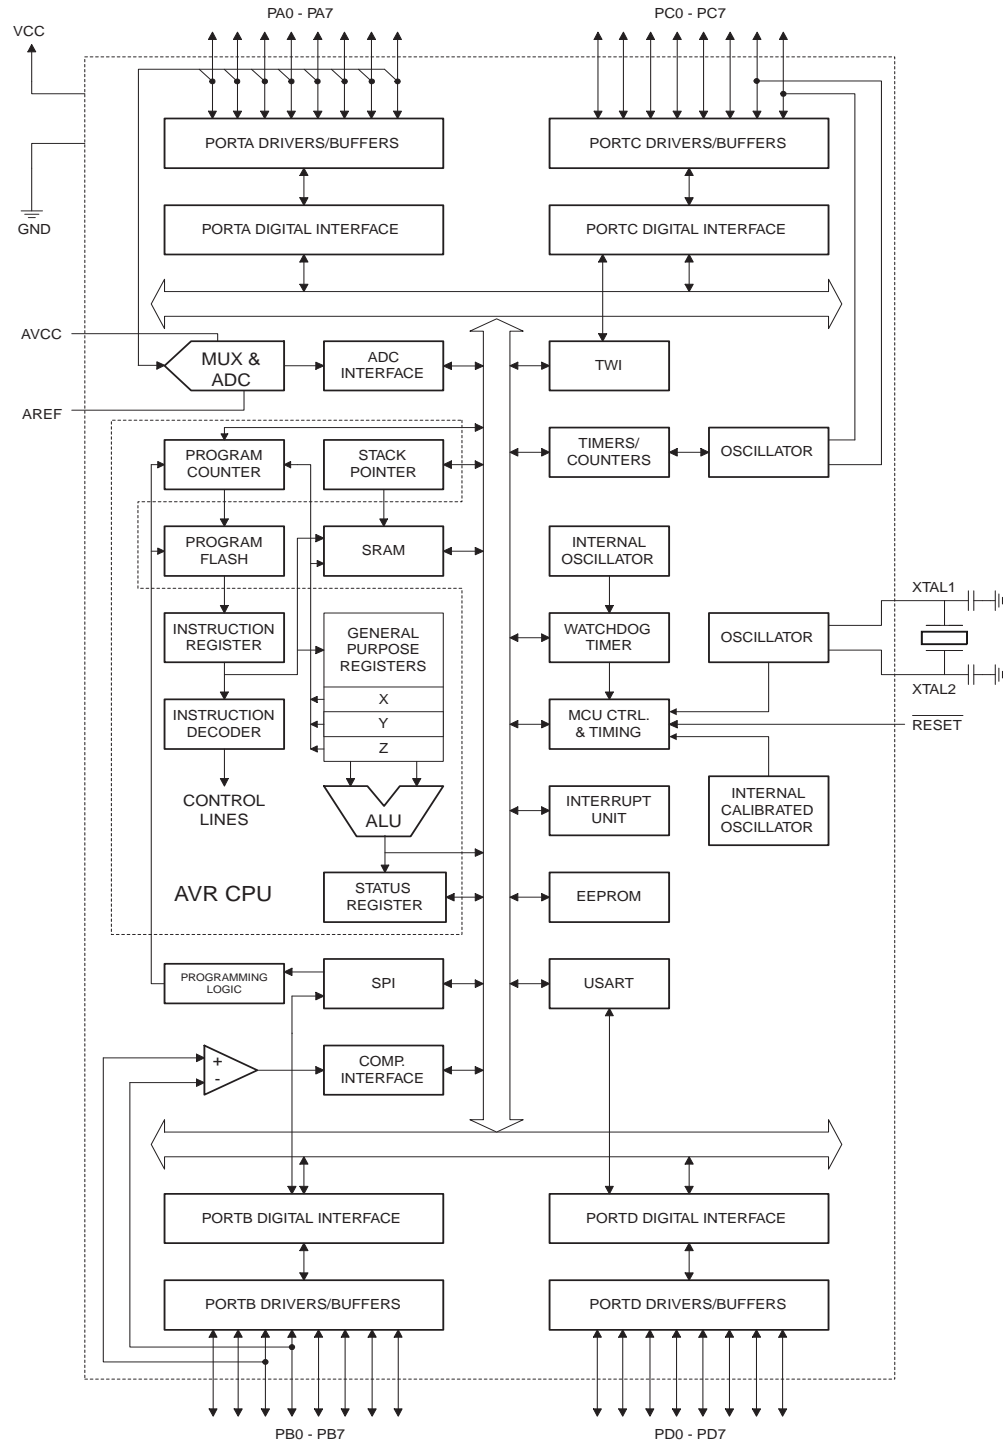 PA0 - PA7
PC0 - PC7
VCC
PORTA DRIVERS/BUFFERS
PORTC DRIVERS/BUFFERS
PORTA DIGITAL INTERFACE
PORTC DIGITAL INTERFACE
GND
AVCC
MUX &
ADC
ADC
INTERFACE
TWI
AREF
PROGRAM
COUNTER
STACK
POINTER
TIMERS/
COUNTERS
OSCILLATOR
PROGRAM
FLASH
SRAM
INTERNAL
OSCILLATOR
XTAL1
INSTRUCTION
REGISTER
GENERAL
PURPOSE
REGISTERS
WATCHDOG
TIMER
OSCILLATOR
XTAL2
X
INSTRUCTION
DECODER
Y
Z
MCU CTRL.
& TIMING
RESET
CONTROL
LINES
ALU
INTERRUPT
UNIT
INTERNAL
CALIBRATED
OSCILLATOR
AVR CPU
STATUS
REGISTER
EEPROM
PROGRAMMING
LOGIC
SPI
USART
+
-
COMP.
INTERFACE
PORTB DIGITAL INTERFACE
PORTD DIGITAL INTERFACE
PORTB DRIVERS/BUFFERS
PORTD DRIVERS/BUFFERS
PB0 - PB7
PD0 - PD7